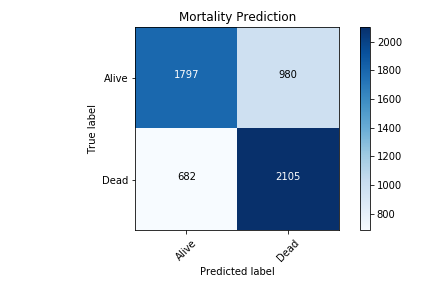 Mortality Prediction
True label
Alive
1797
980
Dead
682
2105
Alive
Dead
Predicted label
2000
1800
1600
1400
1200
1000
800